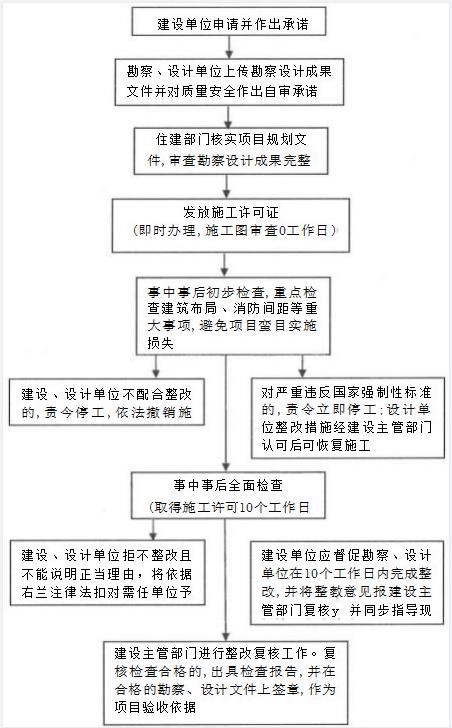 建设单位申请并作出承诺
勘察、设计单位上传勘察设计成果
文件并对质量安全作出自审承诺
住建部门核实项目规划文
件,审查勘察设计成果完整
发放施工许可证
(即时办理,施工图审查0工作日)
事中事后初步检查,重点检
查建筑布局、消防间距等重
大事项,避免项目蛮目实施
损失
建设、设计单位不配合整改
的,责令停工,依法撤销施
对严重违反国家强制性标准
的,责令立即停工;设计单
位整改措施经建设主管部门
认可后可恢复施工
事中事后全面检查
(取得施工许可10个工作日
建设、设计单位拒不整改且
不能说明正当理由,将依据
右兰注律法扣对需任单位予
建设单位应督促勘察、设计
单位在10个工作日内完成整
改,并将整教意见报建设主
管部门复核y 并同步指导现
建设主管部门进行整改复核工作。复
核检查合格的,出具检查报告,并在
合格的勘察、设计文件上签章,作为
项目验收依据